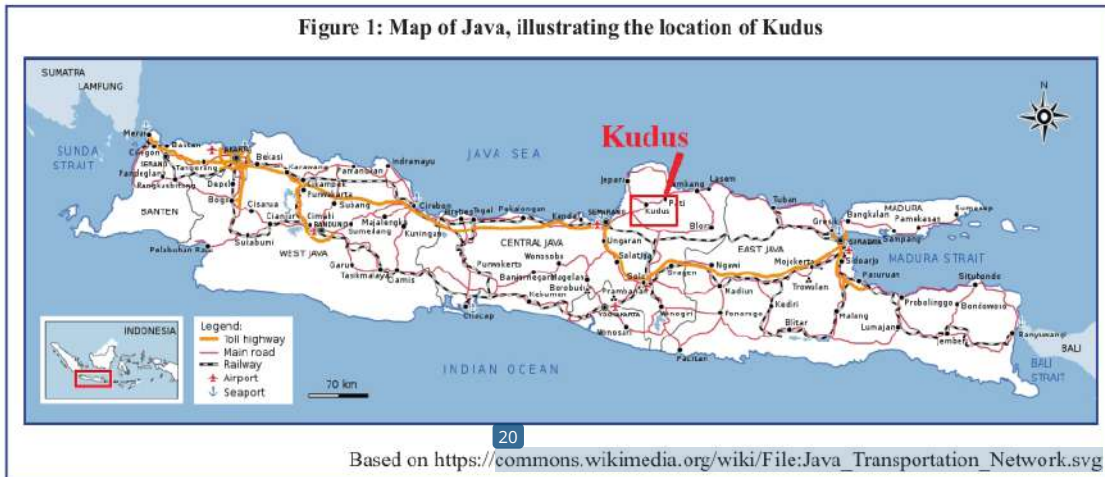 Figure 1: Map of Java, illustrating the location of Kudus
SUMATRA
LAMPUNG
N
Kudus
SUNDA
STRAIT
JAVA SEA
Bekasi
Indramayu
Jepara
Lasem
Pati
Kudus
Tuban
MADURA
Bangkalan
Pamekasan
Sumenep
Sampang
Gresik
Pandeglang
Rangkasbitung
Tangerang
SERANG
Depok
Bogor
Purwakarta
Subang
Cirebon
Tegal
Pekalongan
Kendal
SEMARANG
Blora
BANTEN
Cisarua
Cianjur
Cimahi
BANDUNG
Sumedang
Majalengka
Kuningan
CENTRAL JAVA
Ungaran
Salatiga
EAST JAVA
Mojokerto
Sidoarjo
MADURA STRAIT
Sukabumi
WEST JAVA
Garut
Tasikmalaya
Ciamis
Purwokerto
Wonosobo
Banjarnegara
Magelang
Borobudur
Kebumen
Prambanan
Solo
Sragen
Ngawi
Madiun
Trowulan
Pasuruan
Situbondo
Cilacap
Wonosari
Wonogiri
Ponorogo
Kediri
Blitar
Malang
Lumajang
Probolinggo
Bondowoso
Jember
Banyuwangi
Pacitan
BALI
BALI
STRAIT
INDIAN OCEAN
INDONESIA
Legend:
Toll highway
Main road
Railway
Airport
Seaport
70 km
20
Based on https://commons.wikimedia.org/wiki/File:Java_Transportation_Network.svg